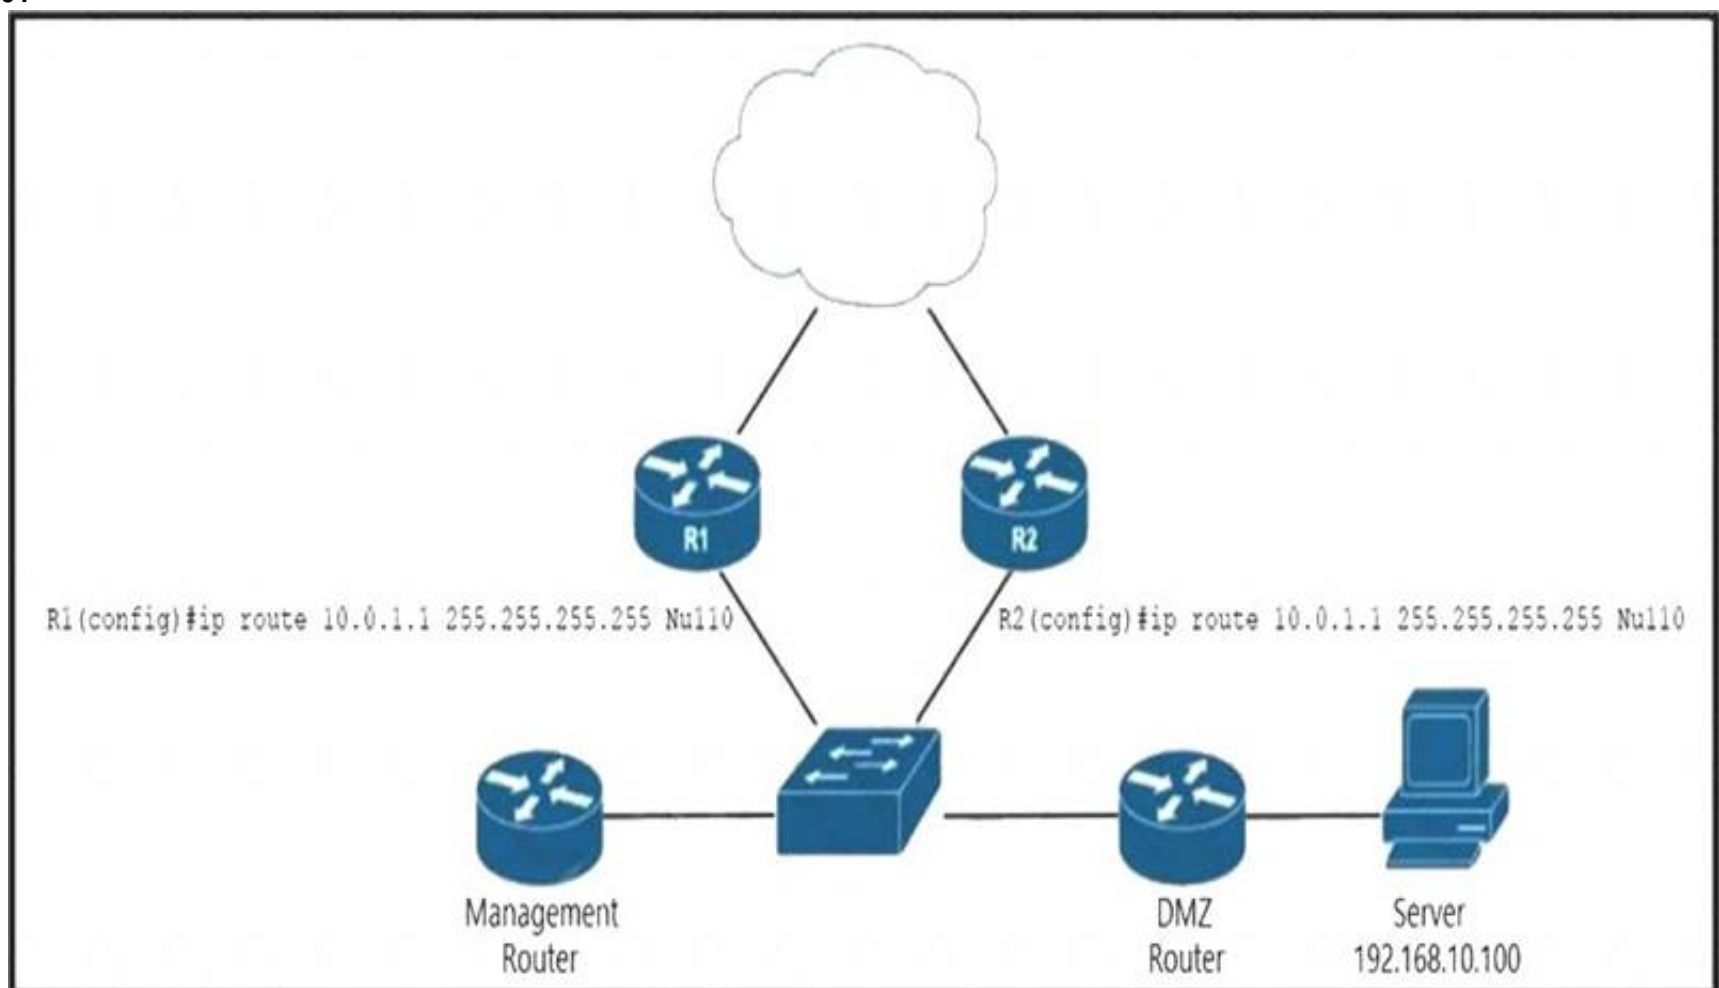 R1
R2
R1(config)#ip route 10.0.1.1 255.255.255.255 Null0
R2(config)#ip route 10.0.1.1 255.255.255.255 Null0
Management
Router
DMZ
Router
Server
192.168.10.100